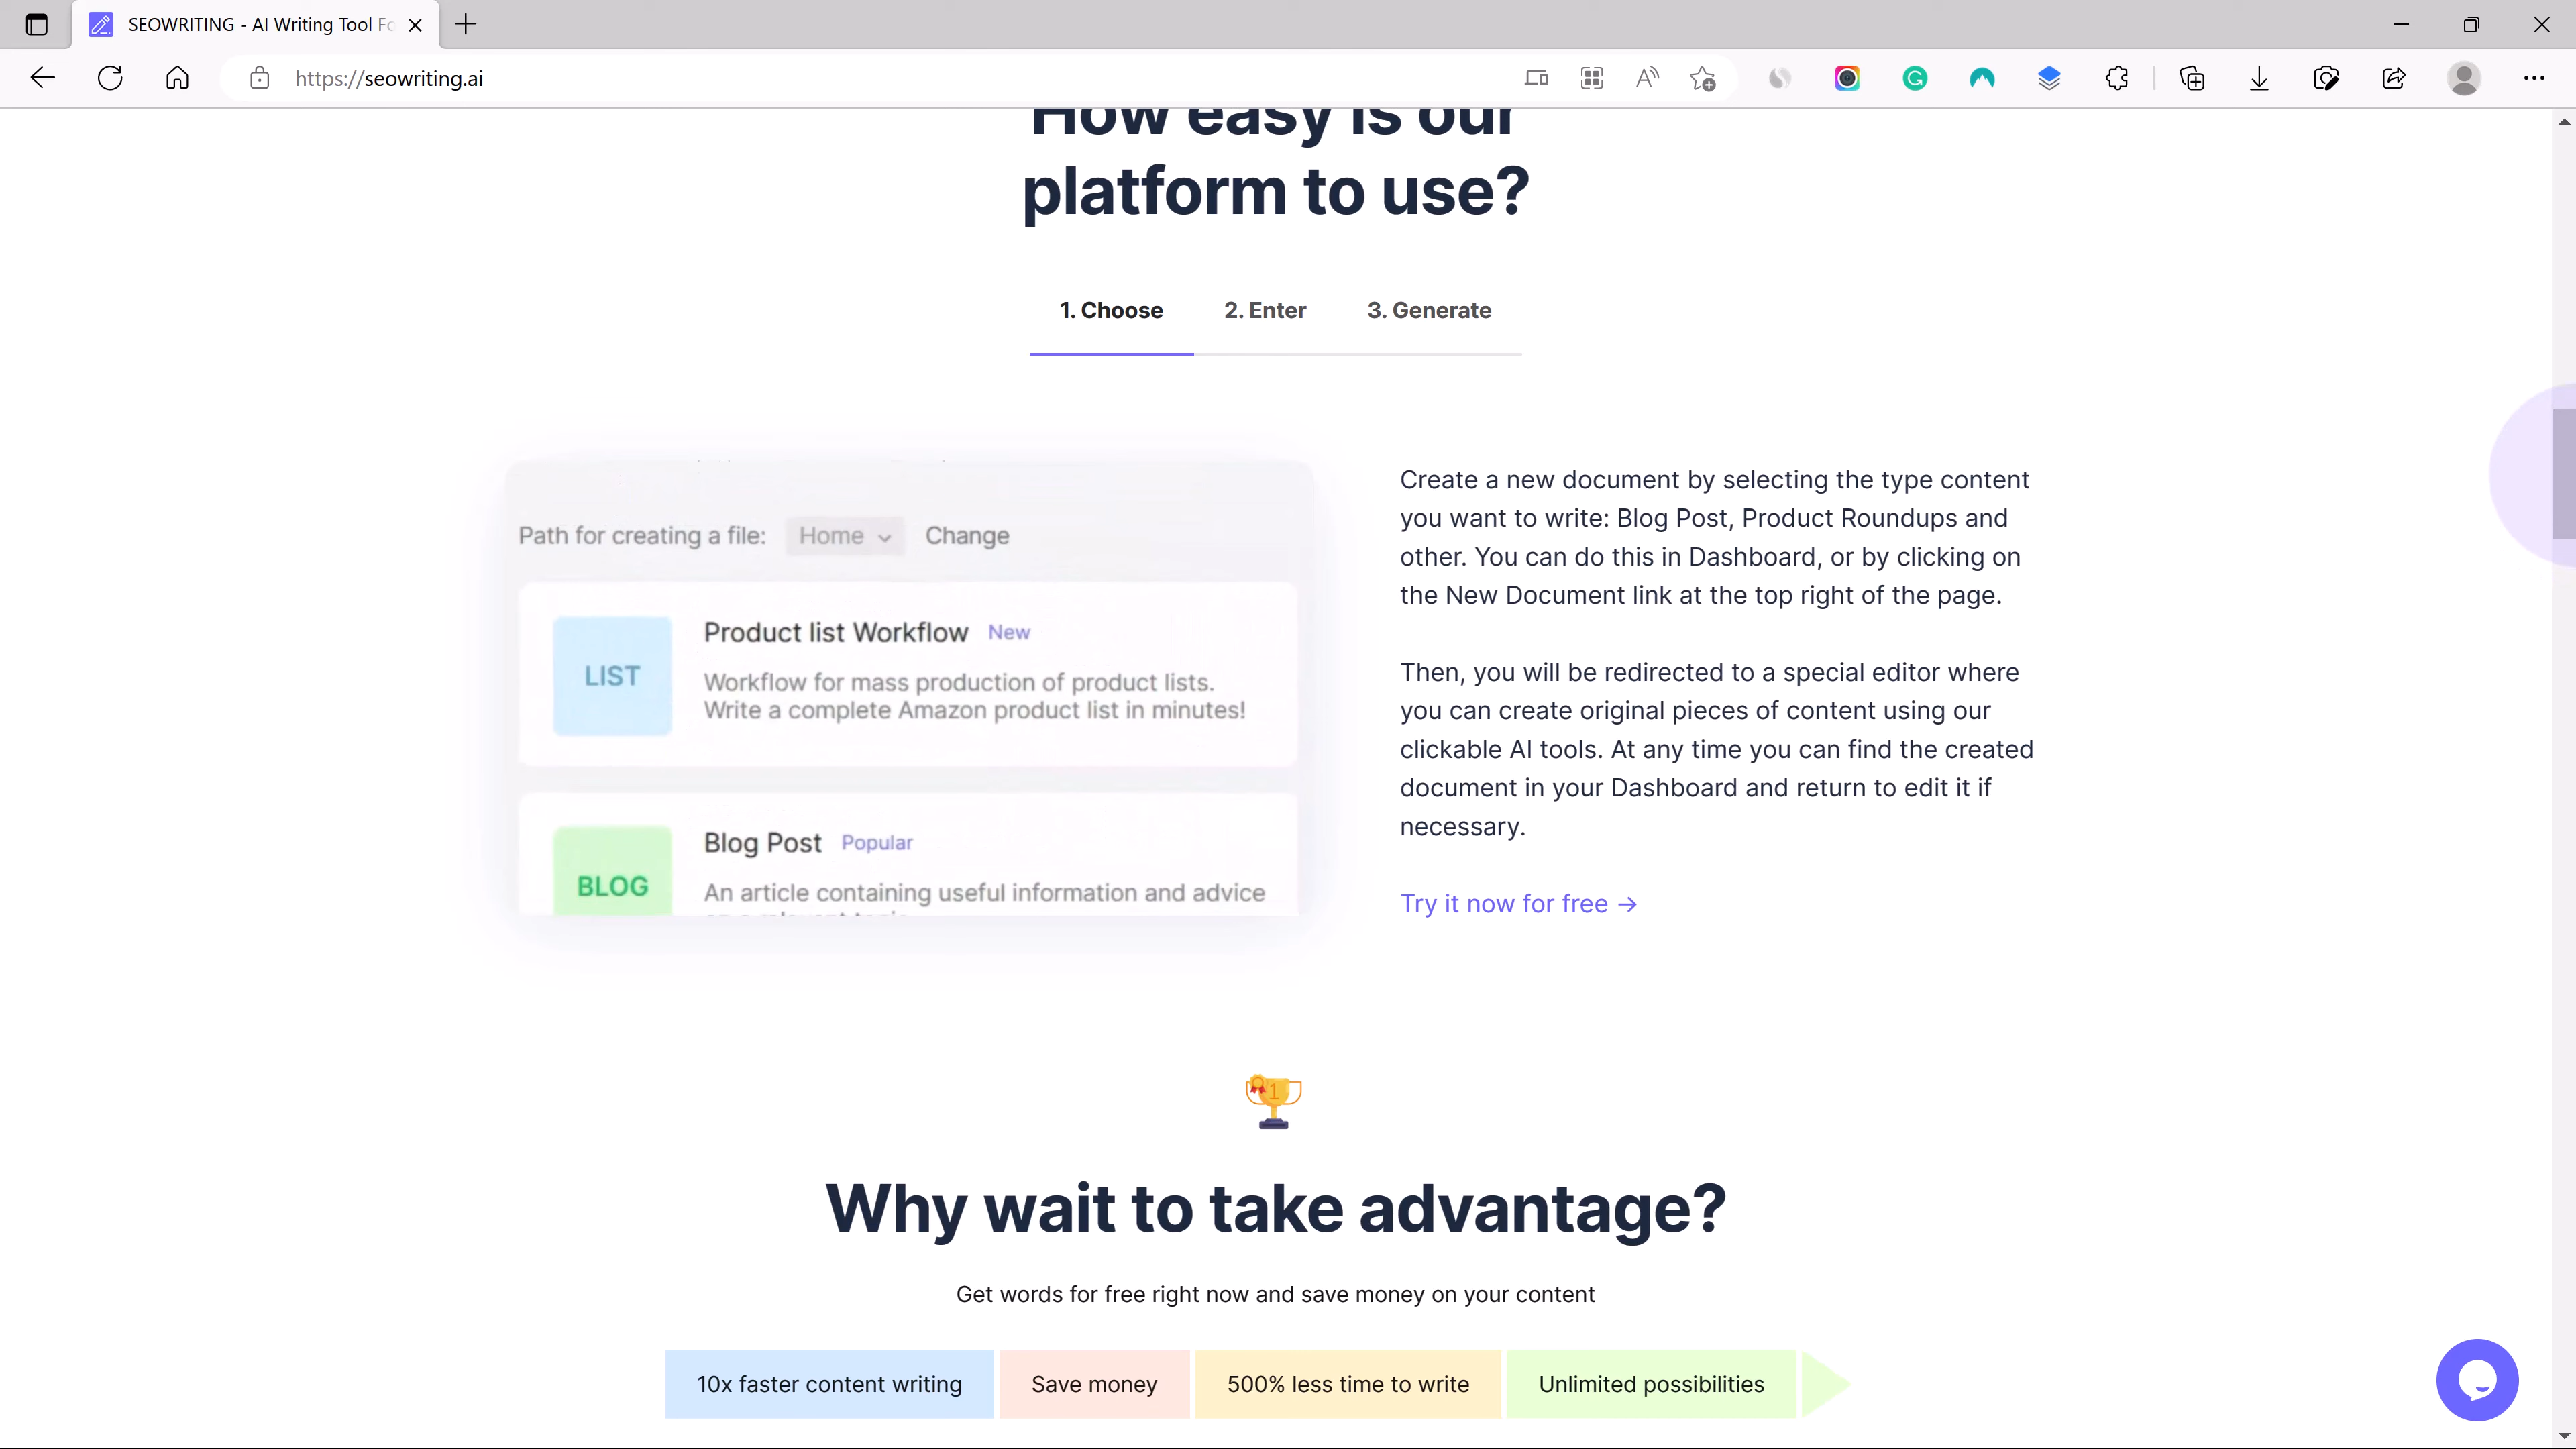 SEOWRITING - AI Writing Tool Fo
https://seowriting.ai
How easy is our
platform to use?
1. Choose 2. Enter 3. Generate
Path for creating a file: Home Change
LIST
Product list Workflow New
Workflow for mass production of product lists.
Write a complete Amazon product list in minutes!
BLOG
Blog Post Popular
An article containing useful information and advice
Create a new document by selecting the type content
you want to write: Blog Post, Product Roundups and
other. You can do this in Dashboard, or by clicking on
the New Document link at the top right of the page.
Then, you will be redirected to a special editor where
you can create original pieces of content using our
clickable AI tools. At any time you can find the created
document in your Dashboard and return to edit it if
necessary.
Try it now for free →
1
Why wait to take advantage?
Get words for free right now and save money on your content
10x faster content writing Save money 500% less time to write Unlimited possibilities